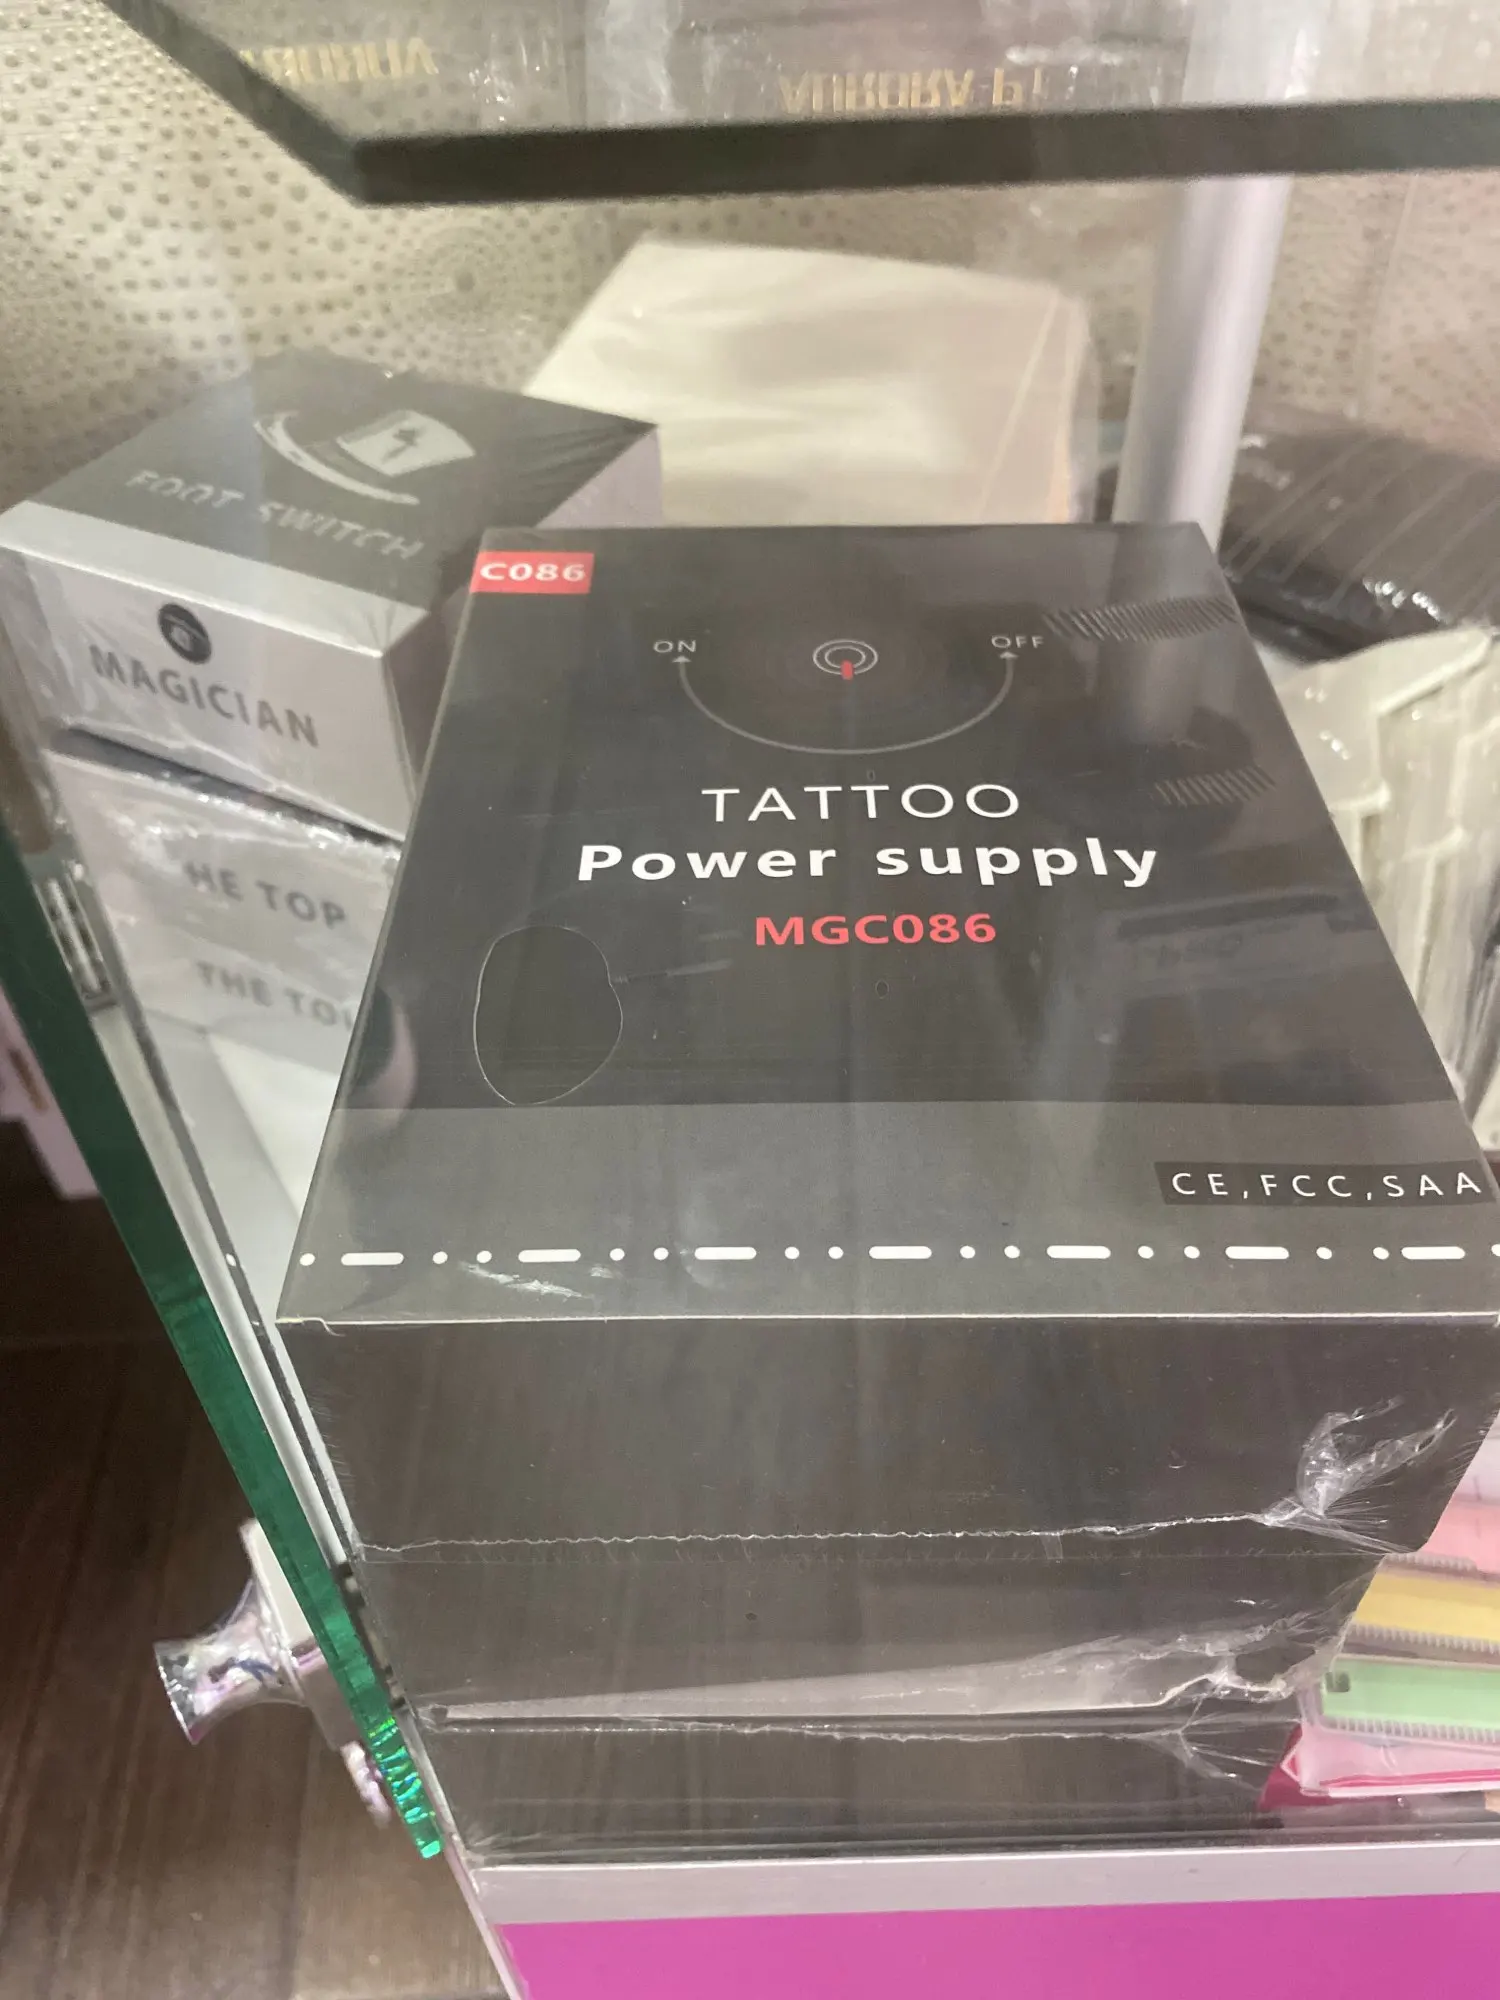 AURORA
AURORA-P1
FOOT SWITCH
MAGICIAN
HE TOP
THE TO
C086
ON
OFF
TATTOO
Power supply
MGC086
CE,FCC,SAA